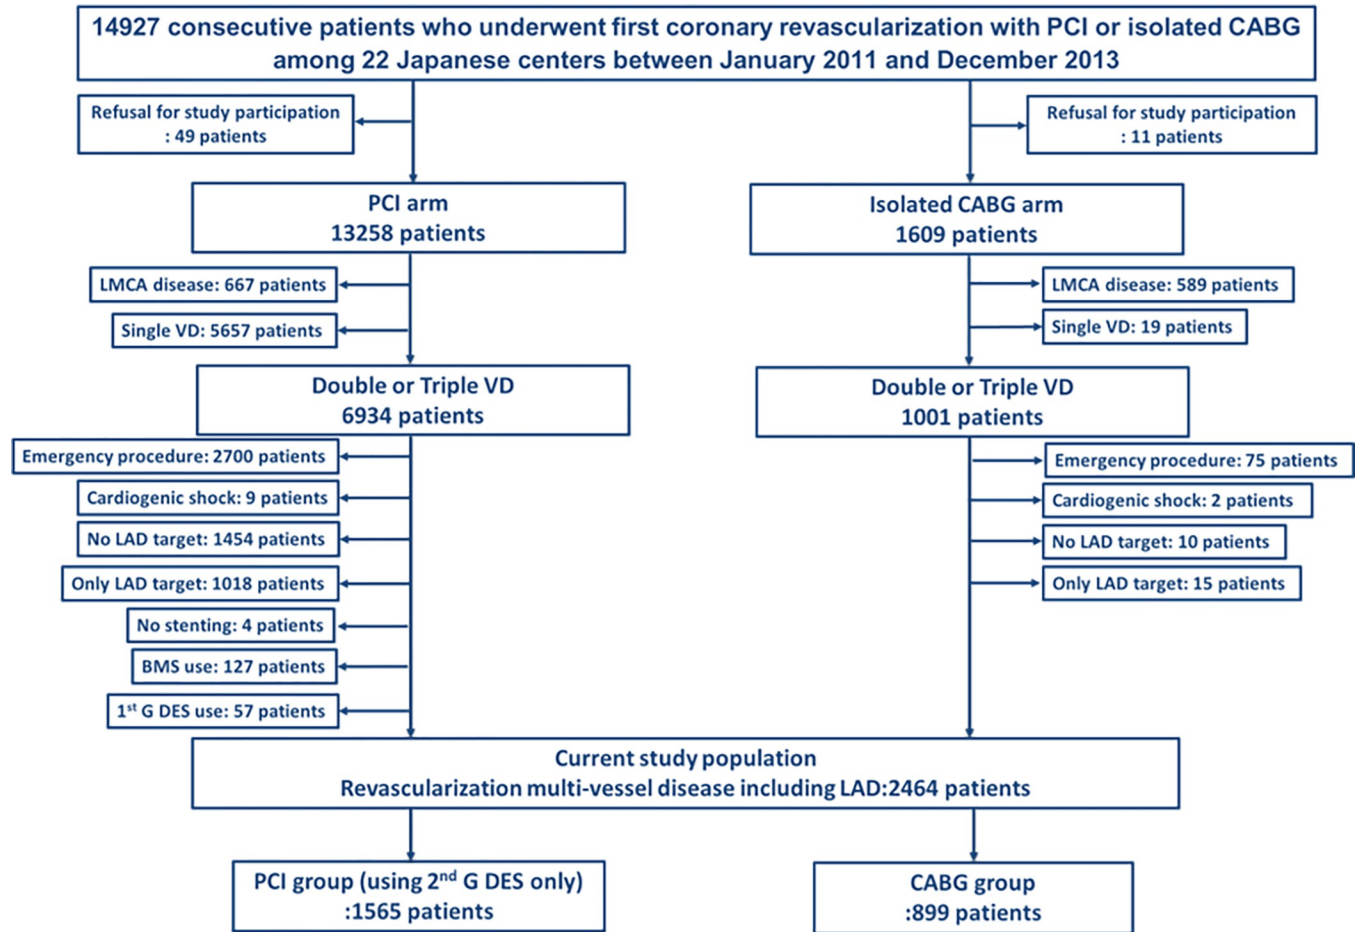 14927 consecutive patients who underwent first coronary revascularization with PCI or isolated CABG
among 22 Japanese centers between January 2011 and December 2013
Refusal for study participation
: 49 patients
Refusal for study participation
: 11 patients
PCI arm
13258 patients
Isolated CABG arm
1609 patients
LMCA disease: 667 patients
LMCA disease: 589 patients
Single VD: 5657 patients
Single VD: 19 patients
Double or Triple VD
6934 patients
Double or Triple VD
1001 patients
Emergency procedure: 2700 patients
Emergency procedure: 75 patients
Cardiogenic shock: 9 patients
Cardiogenic shock: 2 patients
No LAD target: 1454 patients
No LAD target: 10 patients
Only LAD target: 1018 patients
Only LAD target: 15 patients
No stenting: 4 patients
BMS use: 127 patients
1st G DES use: 57 patients
Current study population
Revascularization multi-vessel disease including LAD:2464 patients
PCI group (using 2nd G DES only)
:1565 patients
CABG group
:899 patients